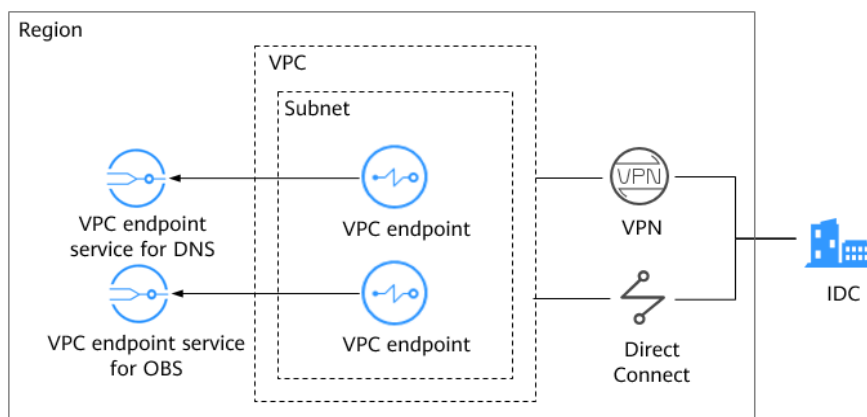 Region
VPC
Subnet
VPC endpoint
service for DNS
VPC endpoint
VPN
VPN
IDC
VPC endpoint service
for OBS
VPC endpoint
Direct
Connect